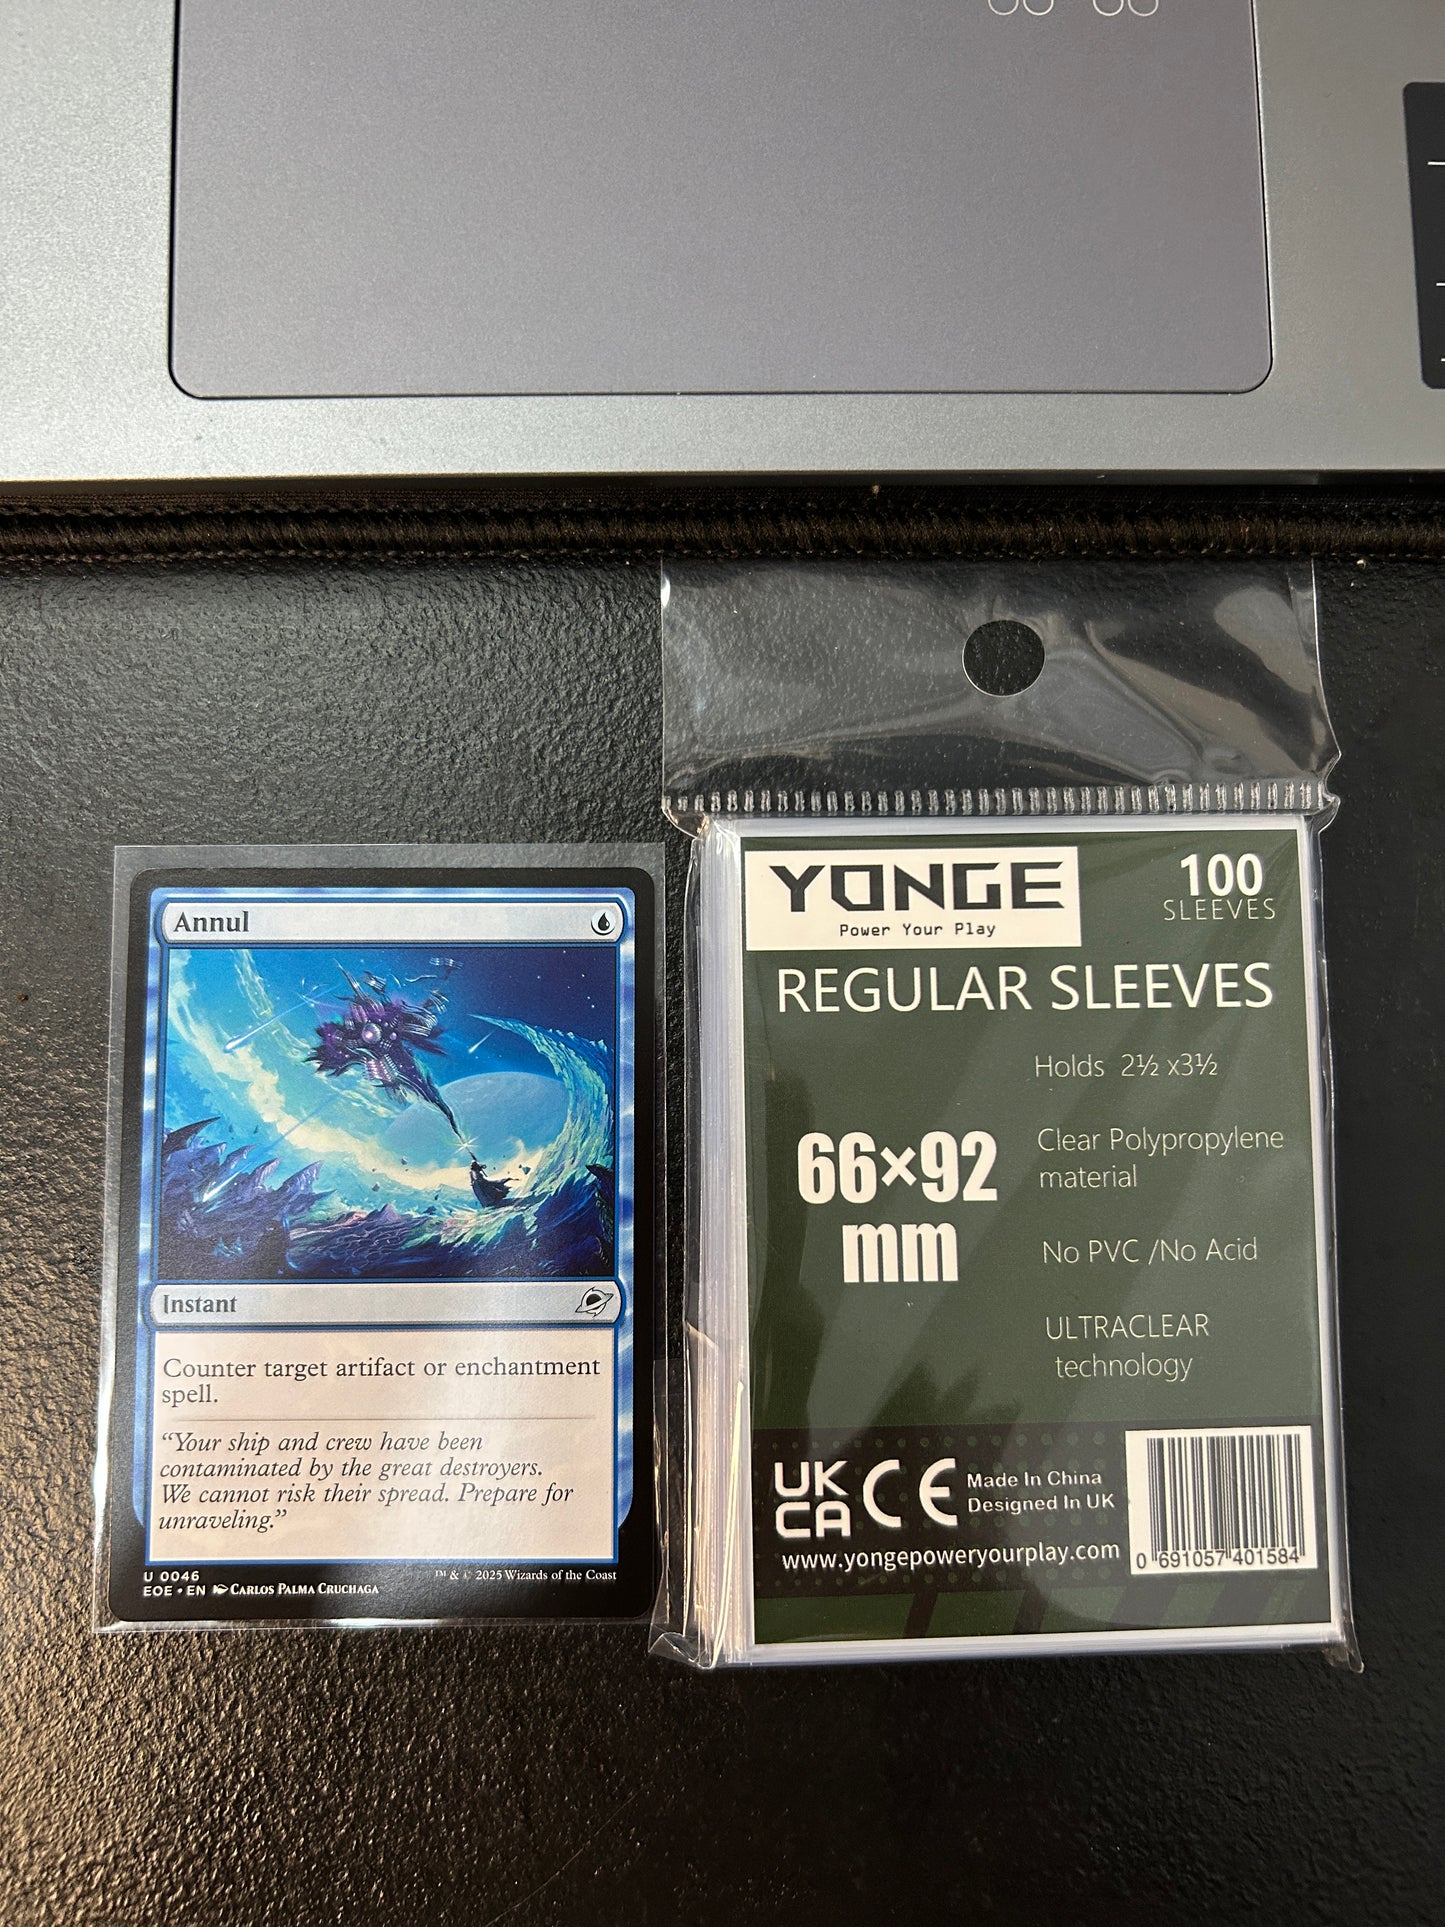 Annul
Instant
Counter target artifact or enchantment
spell.
“Your ship and crew have been
contaminated by the great destroyers.
We cannot risk their spread. Prepare for
unraveling.”
U 0046
EOE • EN CARLOS PALMA CRUCHAGA
™ & © 2025 Wizards of the Coast
YONGE
Power Your Play
100
SLEEVES
REGULAR SLEEVES
Holds 2½ x3½
66×92
mm
Clear Polypropylene
material
No PVC /No Acid
ULTRACLEAR
technology
UK
CA
CE
Made In China
Designed In UK
www.yongepoweryourplay.com
0 691057 401584